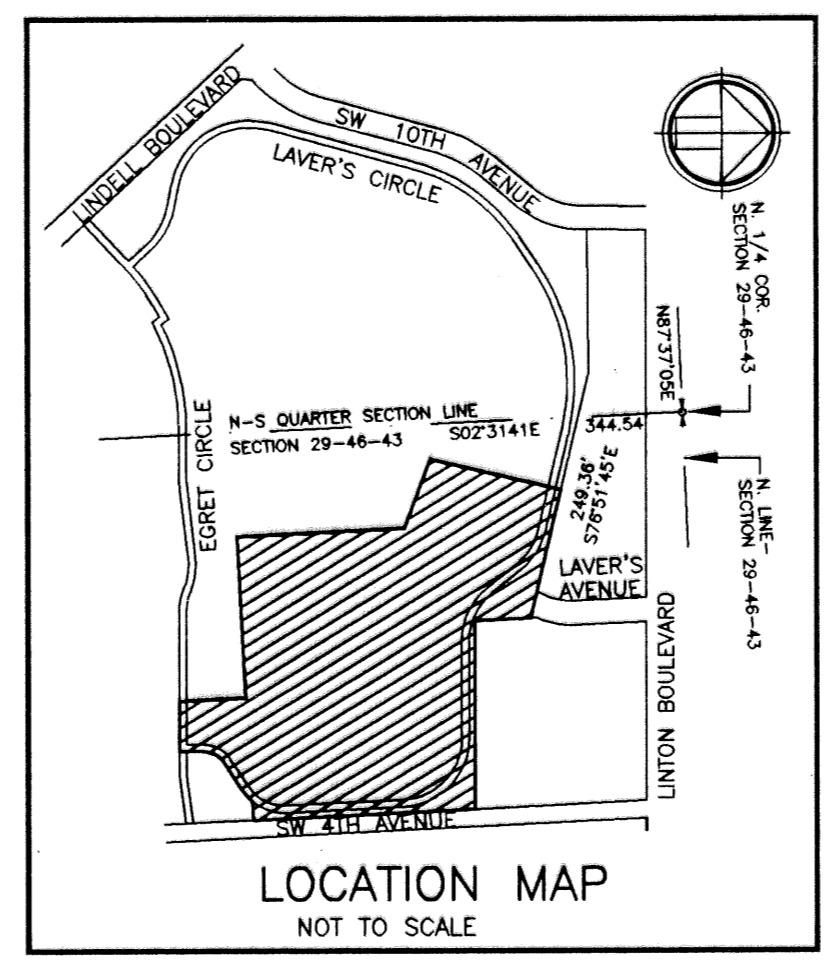 LINDELL BOULEVARD
SW 10TH AVENUE
LAVER'S CIRCLE
N. 1/4 COR.
SECTION 29-46-43
N87°37'05E
EGRET CIRCLE
N-S QUARTER SECTION LINE
SECTION 29-46-43
S02°3141E
344.54
249.36'
S76°51'45"E
N. LINE-
SECTION 29-46-43
LAVER'S
AVENUE
LINTON BOULEVARD
SW 4TH AVENUE
LOCATION MAP
NOT TO SCALE